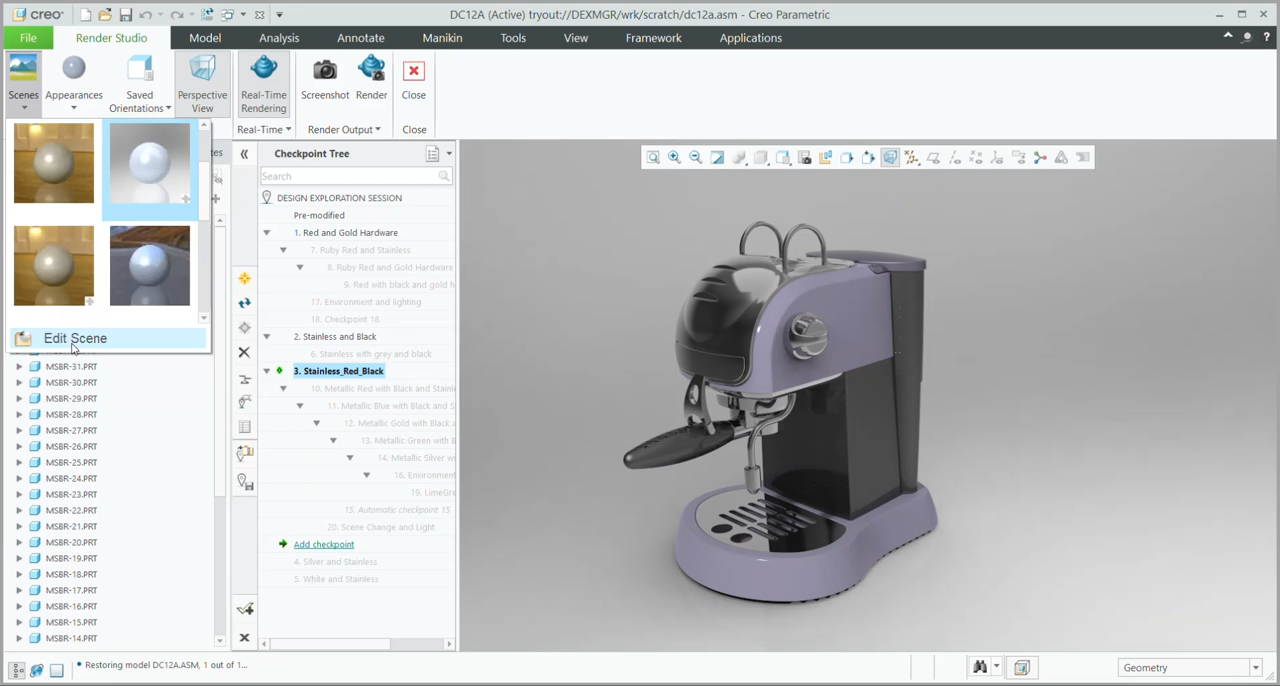 creo
DC12A (Active) tryout://DEXMGR/wrk/scratch/dc12a.asm - Creo Parametric
File Render Studio Model Analysis Annotate Manikin Tools View Framework Applications
Scenes Appearances Saved Orientations Perspective View Real-Time Rendering Screenshot Render Close
Real-Time Render Output Close
Edit Scene
MSBR-31.PRT
MSBR-30.PRT
MSBR-29.PRT
MSBR-28.PRT
MSBR-27.PRT
MSBR-26.PRT
MSBR-25.PRT
MSBR-24.PRT
MSBR-23.PRT
MSBR-22.PRT
MSBR-21.PRT
MSBR-20.PRT
MSBR-19.PRT
MSBR-18.PRT
MSBR-17.PRT
MSBR-16.PRT
MSBR-15.PRT
MSBR-14.PRT
Checkpoint Tree
Search
DESIGN EXPLORATION SESSION
Pre-modified
1. Red and Gold Hardware
7. Ruby Red and Stainless
8. Ruby Red and Gold Hardware
9. Red with black and gold h
17. Environment and lighting
18. Checkpoint 18
2. Stainless and Black
6. Stainless with grey and black
3. Stainless_Red_Black
10. Metallic Red with Black and Stainl
11. Metallic Blue with Black and S
12. Metallic Gold with Black
13. Metallic Green with B
14. Metallic Silver w
16. Environment
19. LimeGre
15. Automatic checkpoint 15
20. Scene Change and Light
Add checkpoint
4. Silver and Stainless
5. White and Stainless
Restoring model DC12A.ASM, 1 out of 1...
Geometry